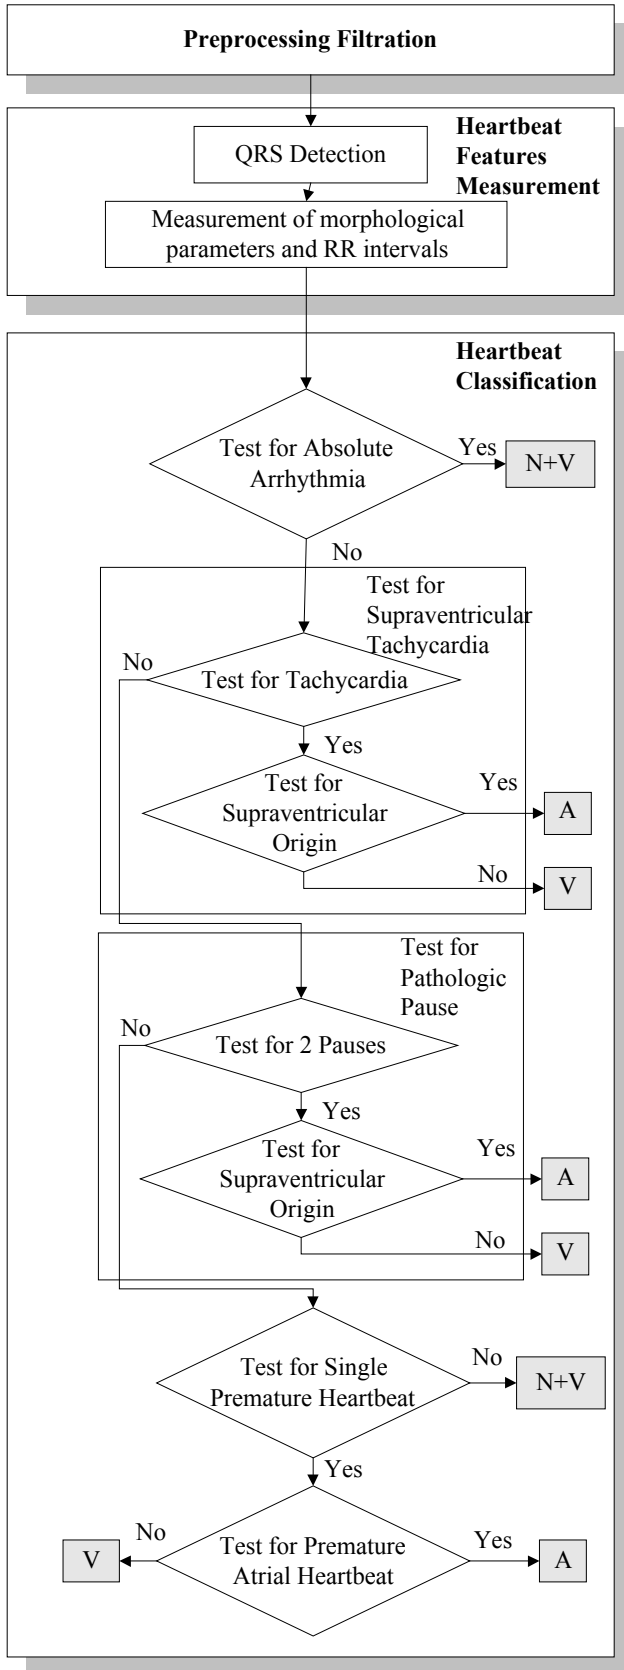 Preprocessing Filtration
Heartbeat
Features
Measurement
QRS Detection
Measurement of morphological
parameters and RR intervals
Heartbeat
Classification
Test for Absolute
Arrhythmia
Yes
N+V
No
Test for
Supraventricular
Tachycardia
No
Test for Tachycardia
Yes
Test for
Supraventricular
Origin
Yes
A
No
V
Test for
Pathologic
Pause
No
Test for 2 Pauses
Yes
Test for
Supraventricular
Origin
Yes
A
No
V
Test for Single
Premature Heartbeat
No
N+V
Yes
Test for Premature
Atrial Heartbeat
No
V
Yes
A